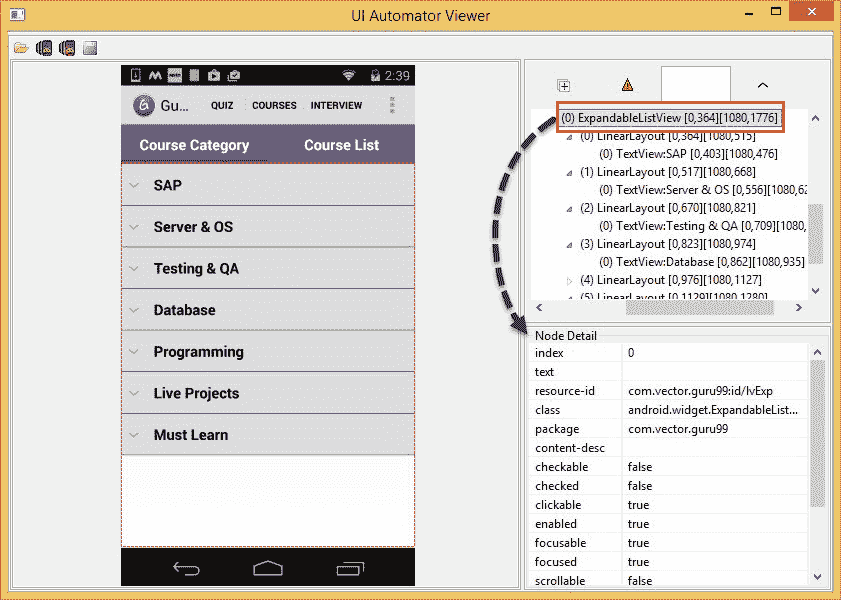 UI Automator Viewer
2:39
Gu... QUIZ COURSES INTERVIEW
Course Category Course List
SAP
Server & OS
Testing & QA
Database
Programming
Live Projects
Must Learn
(0) ExpandableListView [0,364][1080,1776]
(0) LinearLayout [0,364][1080,515]
(0) TextView:SAP [0,403][1080,476]
(1) LinearLayout [0,517][1080,668]
(0) TextView:Server & OS [0,556][1080,62
(2) LinearLayout [0,670][1080,821]
(0) TextView:Testing & QA [0,709][1080,
(3) LinearLayout [0,823][1080,974]
(0) TextView:Database [0,862][1080,935]
(4) LinearLayout [0,976][1080,1127]
(5) LinearLayout [0,1129][1080,1280]
Node Detail
index 0
text
resource-id com.vector.guru99:id/lvExp
class android.widget.ExpandableList...
package com.vector.guru99
content-desc
checkable false
checked false
clickable true
enabled true
focusable true
focused true
scrollable false